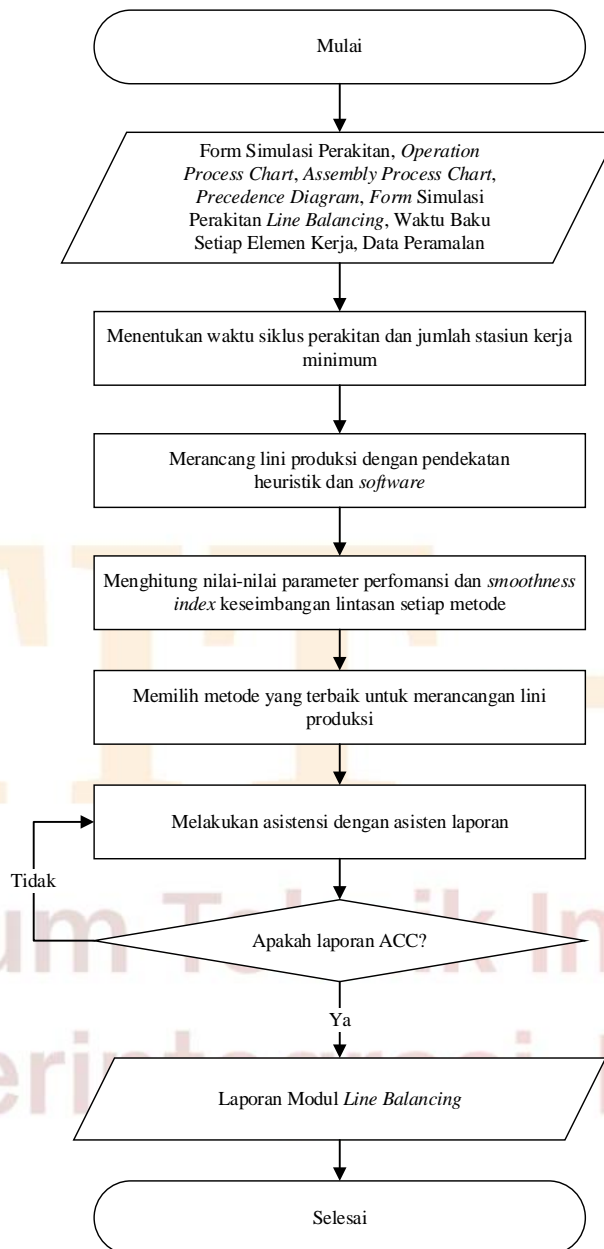 Mulai
Form Simulasi Perakitan, Operation
Process Chart, Assembly Process Chart,
Precedence Diagram, Form Simulasi
Perakitan Line Balancing, Waktu Baku
Setiap Elemen Kerja, Data Peramalan
Menentukan waktu siklus perakitan dan jumlah stasiun kerja
minimum
Merancang lini produksi dengan pendekatan
heuristik dan software
Menghitung nilai-nilai parameter perfomansi dan smoothness
index keseimbangan lintasan setiap metode
Memilih metode yang terbaik untuk merancangan lini
produksi
Melakukan asistensi dengan asisten laporan
Tidak
Apakah laporan ACC?
Ya
Laporan Modul Line Balancing
Selesai